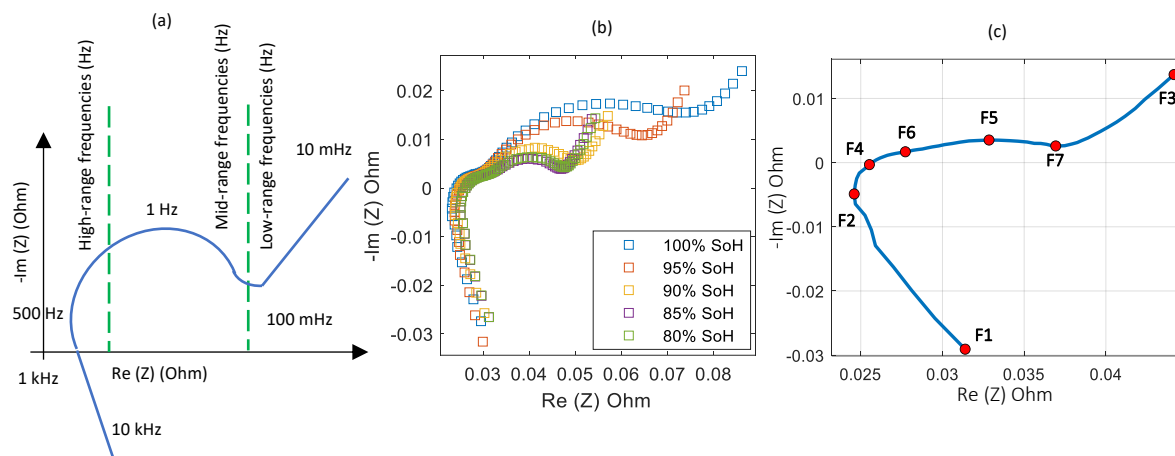 (a)
High-range frequencies (Hz)
Mid-range frequencies (Hz)
Low-range frequencies (Hz)
-Im (Z) (Ohm)
10 mHz
1 Hz
500 Hz
100 mHz
1 kHz
Re (Z) (Ohm)
10 kHz
(b)
-Im (Z) Ohm
0.02
0.01
0
-0.01
-0.02
-0.03
100% SoH
95% SoH
90% SoH
85% SoH
80% SoH
0.03 0.04 0.05 0.06 0.07 0.08
Re (Z) Ohm
(c)
-Im (Z) Ohm
0.01
0
-0.01
-0.02
-0.03
F3
F5
F6
F4
F7
F2
F1
0.025 0.03 0.035 0.04
Re (Z) Ohm